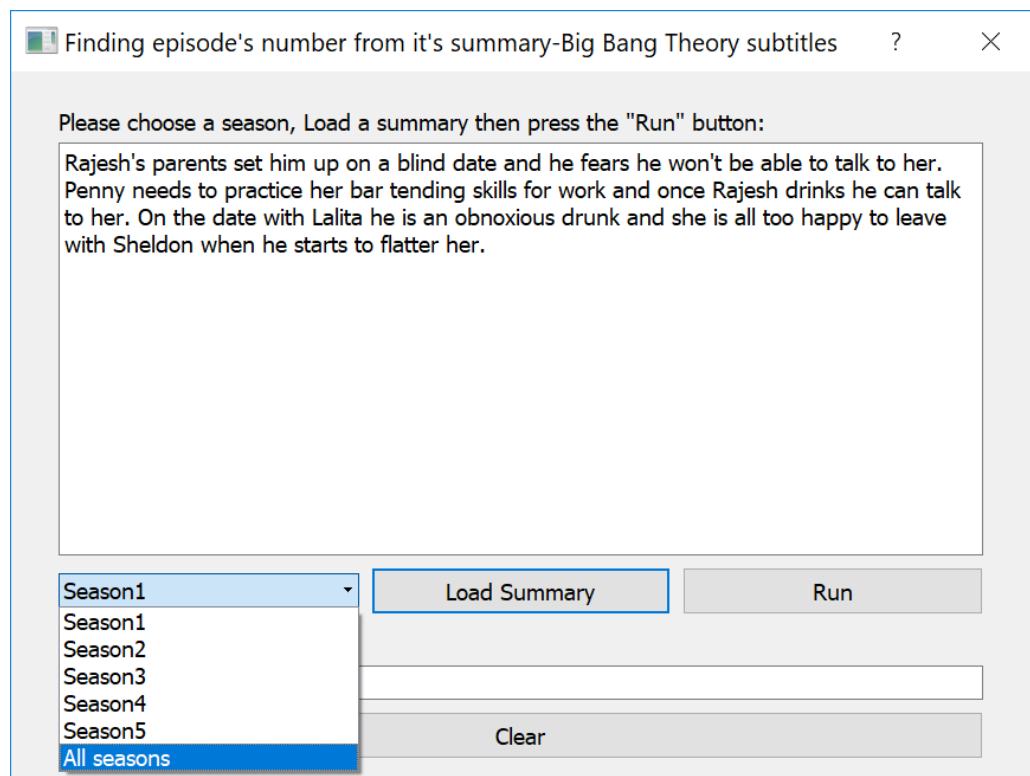 Finding episode's number from it's summary-Big Bang Theory subtitles ?
Please choose a season, Load a summary then press the "Run" button:
Rajesh's parents set him up on a blind date and he fears he won't be able to talk to her.
Penny needs to practice her bar tending skills for work and once Rajesh drinks he can talk
to her. On the date with Lalita he is an obnoxious drunk and she is all too happy to leave
with Sheldon when he starts to flatter her.
Season1 Load Summary Run
Season1
Season2
Season3
Season4
Season5
Clear
All seasons